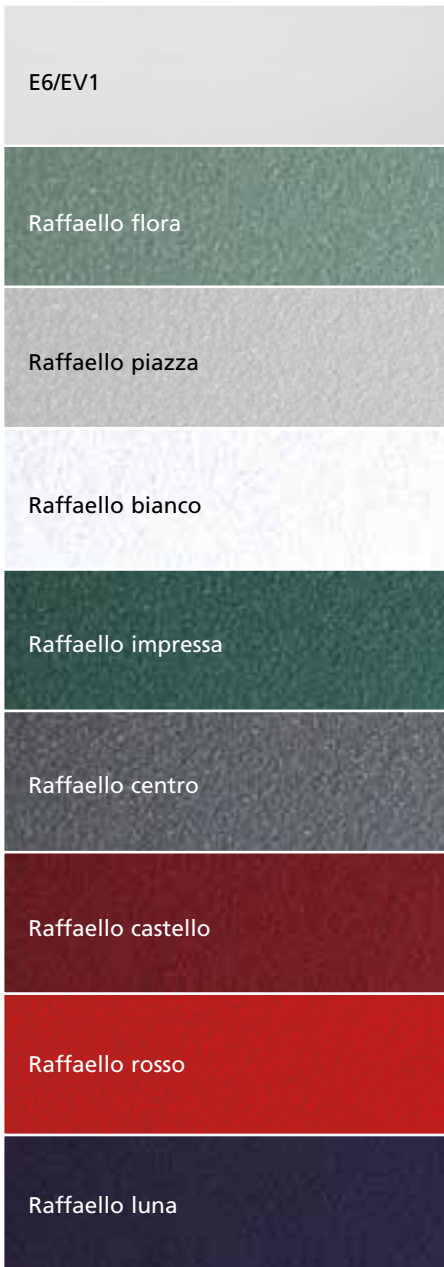 E6/EV1
Raffaello flora
Raffaello piazza
Raffaello bianco
Raffaello impressa
Raffaello centro
Raffaello castello
Raffaello rosso
Raffaello luna